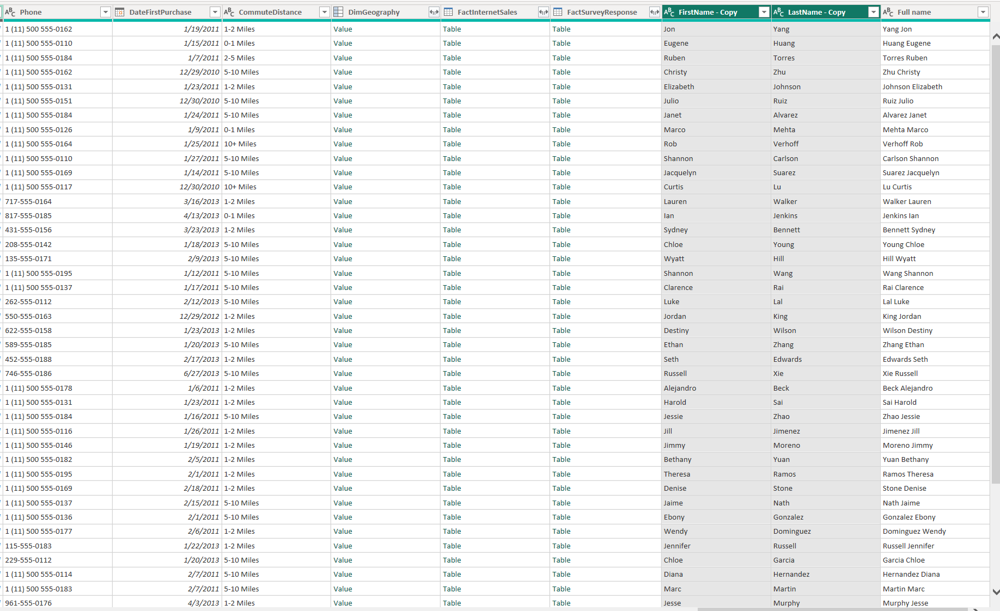 Phone DateFirstPurchase CommuteDistance DimGeography FactInternetSales FactSurveyResponse FirstName - Copy LastName - Copy Full name
1 (11) 500 555-0162 1/19/2011 1-2 Miles Value Table Table Jon Yang Yang Jon
1 (11) 500 555-0110 1/15/2011 0-1 Miles Value Table Table Eugene Huang Huang Eugene
1 (11) 500 555-0184 1/7/2011 2-5 Miles Value Table Table Ruben Torres Torres Ruben
1 (11) 500 555-0162 12/29/2010 5-10 Miles Value Table Table Christy Zhu Zhu Christy
1 (11) 500 555-0131 1/23/2011 1-2 Miles Value Table Table Elizabeth Johnson Johnson Elizabeth
1 (11) 500 555-0151 12/30/2010 5-10 Miles Value Table Table Julio Ruiz Ruiz Julio
1 (11) 500 555-0184 1/24/2011 5-10 Miles Value Table Table Janet Alvarez Alvarez Janet
1 (11) 500 555-0126 1/9/2011 0-1 Miles Value Table Table Marco Mehta Mehta Marco
1 (11) 500 555-0164 1/25/2011 10+ Miles Value Table Table Rob Verhoff Verhoff Rob
1 (11) 500 555-0110 1/27/2011 5-10 Miles Value Table Table Shannon Carlson Carlson Shannon
1 (11) 500 555-0169 1/14/2011 5-10 Miles Value Table Table Jacquelyn Suarez Suarez Jacquelyn
1 (11) 500 555-0117 12/30/2010 10+ Miles Value Table Table Curtis Lu Lu Curtis
717-555-0164 3/16/2013 1-2 Miles Value Table Table Lauren Walker Walker Lauren
817-555-0185 4/13/2013 0-1 Miles Value Table Table Ian Jenkins Jenkins Ian
431-555-0156 3/23/2013 1-2 Miles Value Table Table Sydney Bennett Bennett Sydney
208-555-0142 1/18/2013 5-10 Miles Value Table Table Chloe Young Young Chloe
135-555-0171 2/9/2013 5-10 Miles Value Table Table Wyatt Hill Hill Wyatt
1 (11) 500 555-0195 1/12/2011 5-10 Miles Value Table Table Shannon Wang Wang Shannon
1 (11) 500 555-0137 1/17/2011 5-10 Miles Value Table Table Clarence Rai Rai Clarence
262-555-0112 2/12/2013 5-10 Miles Value Table Table Luke Lal Lal Luke
550-555-0163 12/29/2012 1-2 Miles Value Table Table Jordan King King Jordan
622-555-0158 1/23/2013 1-2 Miles Value Table Table Destiny Wilson Wilson Destiny
589-555-0185 1/20/2013 5-10 Miles Value Table Table Ethan Zhang Zhang Ethan
452-555-0188 2/17/2013 1-2 Miles Value Table Table Seth Edwards Edwards Seth
746-555-0186 6/27/2013 5-10 Miles Value Table Table Russell Xie Xie Russell
1 (11) 500 555-0178 1/6/2011 1-2 Miles Value Table Table Alejandro Beck Beck Alejandro
1 (11) 500 555-0131 1/23/2011 1-2 Miles Value Table Table Harold Sai Sai Harold
1 (11) 500 555-0184 1/16/2011 5-10 Miles Value Table Table Jessie Zhao Zhao Jessie
1 (11) 500 555-0116 1/26/2011 1-2 Miles Value Table Table Jill Jimenez Jimenez Jill
1 (11) 500 555-0146 1/19/2011 1-2 Miles Value Table Table Jimmy Moreno Moreno Jimmy
1 (11) 500 555-0182 2/5/2011 1-2 Miles Value Table Table Bethany Yuan Yuan Bethany
1 (11) 500 555-0195 2/1/2011 1-2 Miles Value Table Table Theresa Ramos Ramos Theresa
1 (11) 500 555-0169 2/18/2011 1-2 Miles Value Table Table Denise Stone Stone Denise
1 (11) 500 555-0137 2/15/2011 5-10 Miles Value Table Table Jaime Nath Nath Jaime
1 (11) 500 555-0136 2/1/2011 5-10 Miles Value Table Table Ebony Gonzalez Gonzalez Ebony
1 (11) 500 555-0177 2/6/2011 1-2 Miles Value Table Table Wendy Dominguez Dominguez Wendy
115-555-0183 1/22/2013 1-2 Miles Value Table Table Jennifer Russell Russell Jennifer
229-555-0112 1/20/2013 5-10 Miles Value Table Table Chloe Garcia Garcia Chloe
1 (11) 500 555-0114 2/7/2011 5-10 Miles Value Table Table Diana Hernandez Hernandez Diana
1 (11) 500 555-0183 2/7/2011 5-10 Miles Value Table Table Marc Martin Martin Marc
961-555-0176 4/3/2013 1-2 Miles Value Table Table Jesse Murphy Murphy Jesse